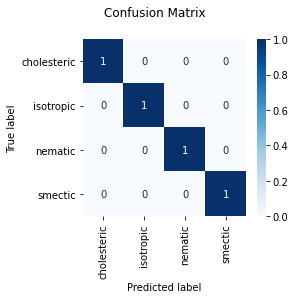 Confusion Matrix
True label
cholesteric 1 0 0 0
isotropic 0 1 0 0
nematic 0 0 1 0
smectic 0 0 0 1
cholesteric isotropic nematic smectic
Predicted label
1.0
0.8
0.6
0.4
0.2
0.0